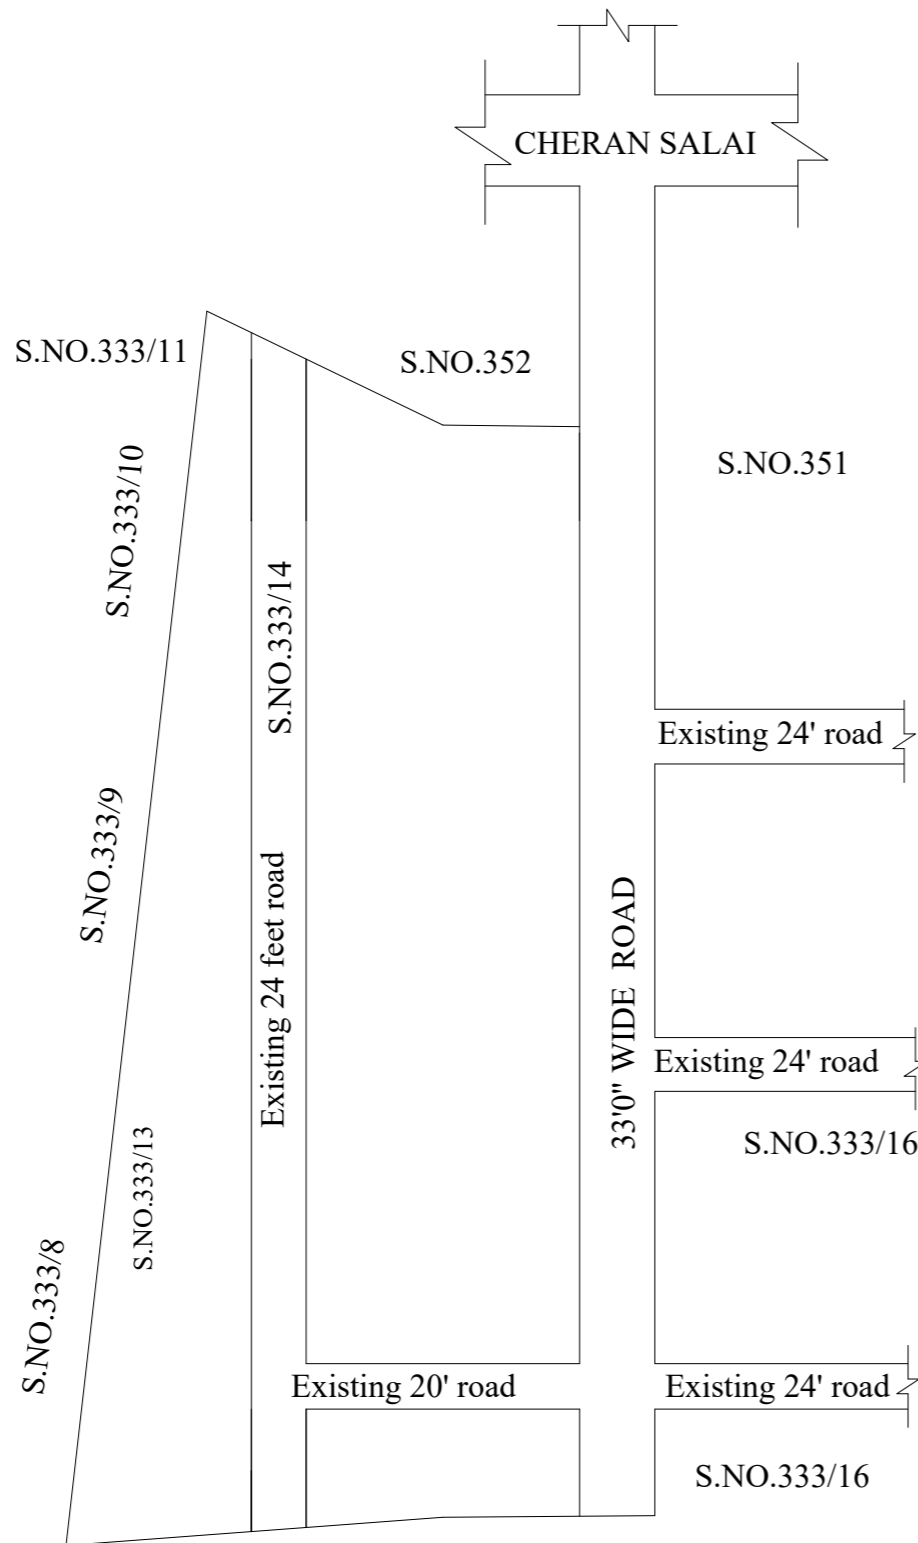 CHERAN SALAI
S.NO.333/11
S.NO.352
S.NO.333/10
S.NO.351
S.NO.333/14
Existing 24' road
S.NO.333/9
Existing 24 feet road
33'0" WIDE ROAD
Existing 24' road
S.NO.333/16
S.NO.333/13
S.NO.333/8
Existing 20' road
Existing 24' road
S.NO.333/16